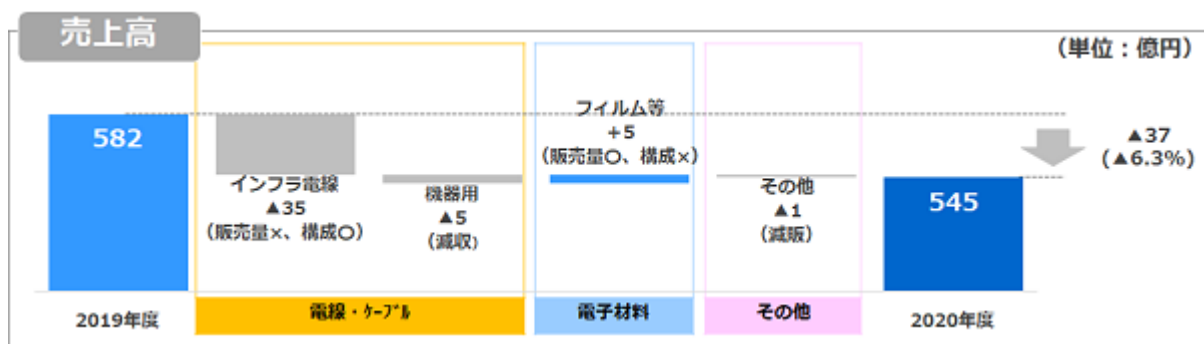 売上高
（単位：億円）
582
インフラ電線
▲35
（販売量×、構成〇）
機器用
▲5
（減収）
フィルム等
+5
（販売量〇、構成×）
その他
▲1
（減販）
545
▲37
（▲6.3%）
2019年度
電線・ｹｰﾌﾞﾙ
電子材料
その他
2020年度